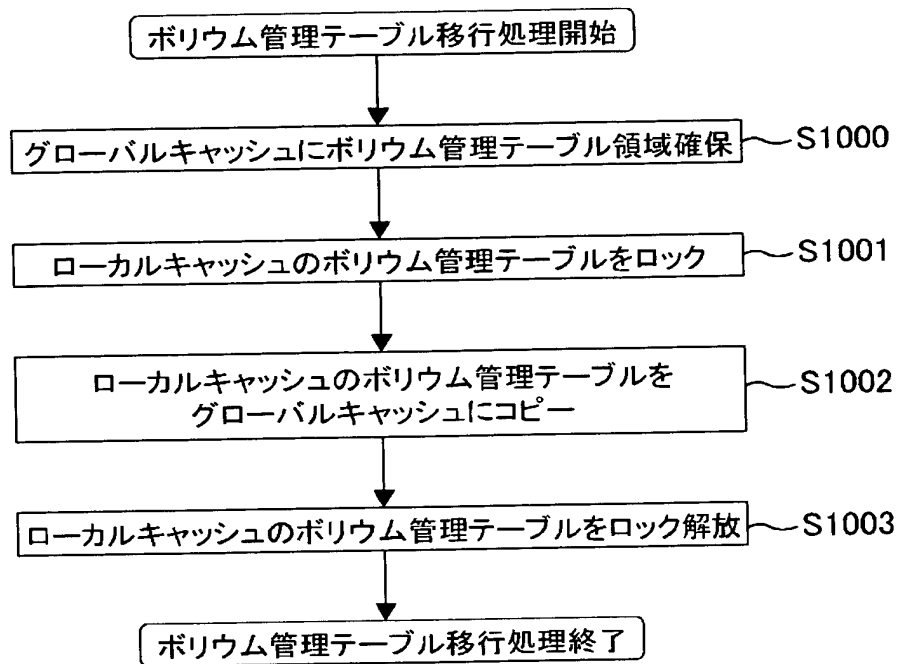 ボリウム管理テーブル移行処理開始
グローバルキャッシュにボリウム管理テーブル領域確保
S1000
ローカルキャッシュのボリウム管理テーブルをロック
S1001
ローカルキャッシュのボリウム管理テーブルを
グローバルキャッシュにコピー
S1002
ローカルキャッシュのボリウム管理テーブルをロック解放
S1003
ボリウム管理テーブル移行処理終了